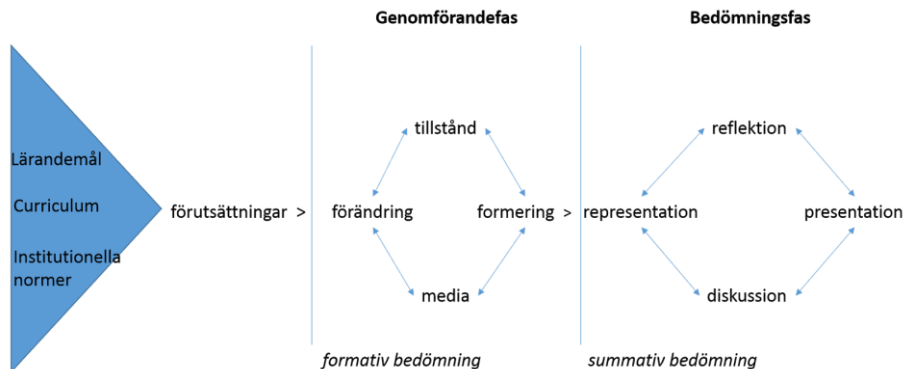 Genomförandefas
Bedömningsfas
Lärandemål
Curriculum
Institutionella
normer
förutsättningar >
tillstånd
förändring
formering >
media
formativ bedömning
reflektion
representation
presentation
diskussion
summativ bedömning